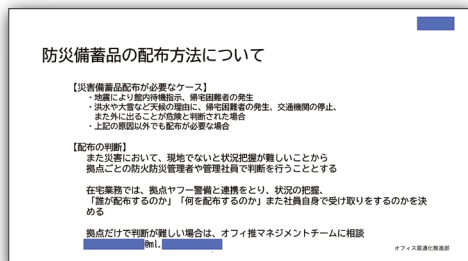 防災備蓄品の配布方法について
【災害備蓄品配布が必要なケース】
・地震により館内待機指示、帰宅困難者の発生
・洪水や大雪など天候の理由に、帰宅困難者の発生、交通機関の停止、
また外に出ることが危険と判断された場合
・上記の原因以外でも配布が必要な場合
【配布の判断】
また災害において、現地でないと状況把握が難しいことから
拠点ごとの防火防災管理者や管理社員で判断を行うこととする
在宅業務では、拠点ヤフー警備と連携をとり、状況の把握、
「誰が配布するのか」「何を配布するのか」また社員自身で受け取りをするのかを決
める
拠点だけで判断が難しい場合は、オフィ推マネジメントチームに相談
@ml.
オフィス最適化推進部